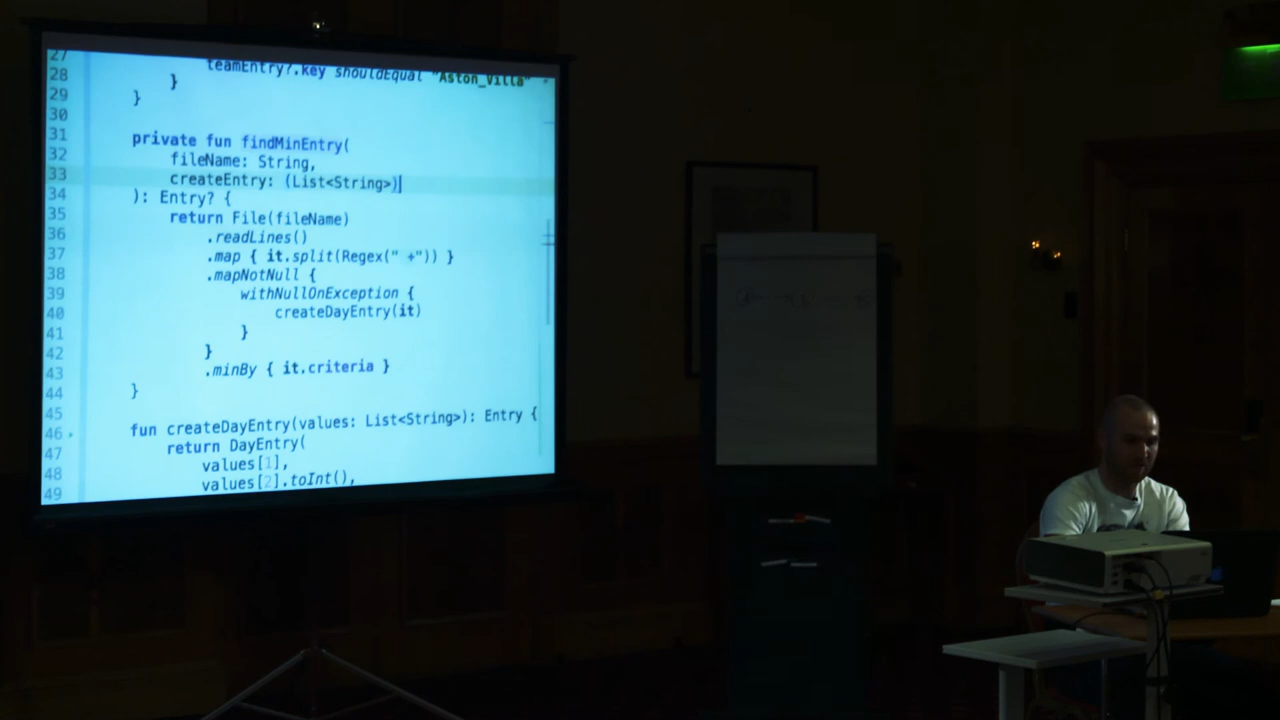 27
28 teamEntry?.key shouldEqual "Aston_Villa"
29 }
30 }
31 private fun findMinEntry(
32 fileName: String,
33 createEntry: (List<String>)
34 ): Entry? {
35 return File(fileName)
36 .readLines()
37 .map { it.split(Regex(" +")) }
38 .mapNotNull {
39 withNullOnException {
40 createDayEntry(it)
41 }
42 }
43 .minBy { it.criteria }
44 }
45
46 fun createDayEntry(values: List<String>): Entry {
47 return DayEntry(
48 values[1],
49 values[2].toInt(),